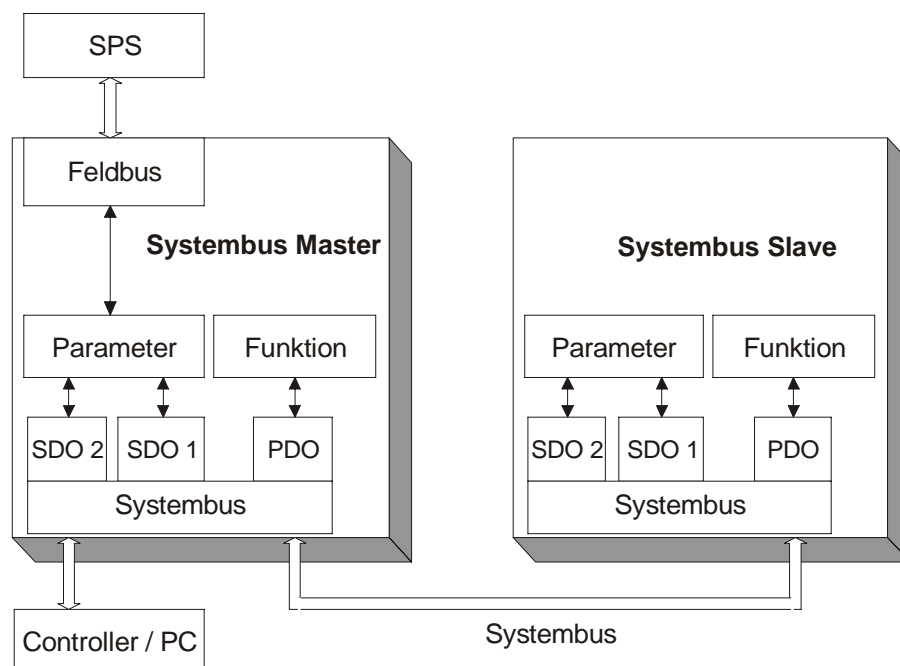 SPS
Feldbus
Systembus Master
Parameter
Funktion
SDO 2
SDO 1
PDO
Systembus
Controller / PC
Systembus Slave
Parameter
Funktion
SDO 2
SDO 1
PDO
Systembus
Systembus